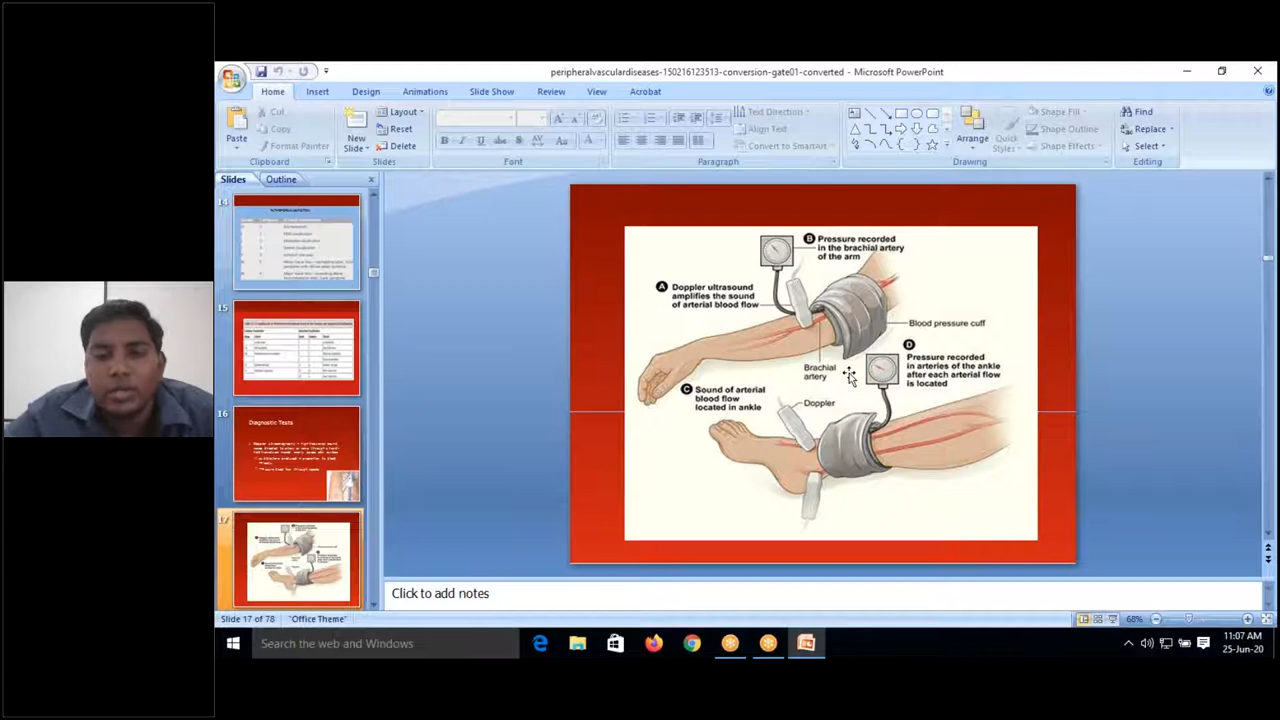 peripheralvasculardiseases-150216123513-conversion-gate01-converted - Microsoft PowerPoint
Home Insert Design Animations Slide Show Review View Acrobat
Paste
Cut
Copy
Format Painter
Clipboard
New
Slide
Layout
Reset
Delete
Slides
B I U abc S AV Aa A
Font
Text Direction
Align Text
Convert to SmartArt
Paragraph
Arrange
Quick
Styles
Shape Fill
Shape Outline
Shape Effects
Drawing
Find
Replace
Select
Editing
Slides Outline
14
15
16
Diagnostic Tests
17
B Pressure recorded
in the brachial artery
of the arm
A Doppler ultrasound
amplifies the sound
of arterial blood flow
Blood pressure cuff
D
Pressure recorded
in arteries of the ankle
after each arterial flow
is located
Brachial
artery
C Sound of arterial
blood flow
located in ankle
Doppler
Click to add notes
Slide 17 of 78 "Office Theme" 68%
Search the web and Windows
11:07 AM
25-Jun-20